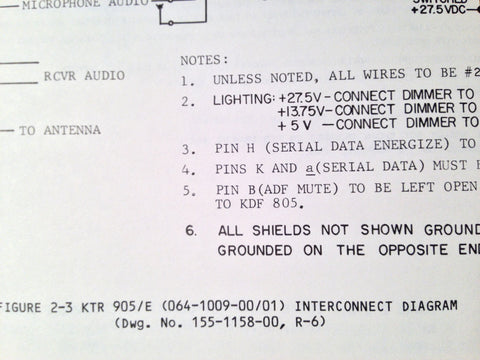 MICROPHONE AUDIO
+27.5VDC
NOTES:
RCVR AUDIO
1. UNLESS NOTED, ALL WIRES TO BE #2
2. LIGHTING: +27.5V-CONNECT DIMMER TO
+13.75V-CONNECT DIMMER TO
+5V -CONNECT DIMMER TO
TO ANTENNA
3. PIN H (SERIAL DATA ENERGIZE) TO
4. PINS K AND a(SERIAL DATA) MUST
5. PIN B(ADF MUTE) TO BE LEFT OPEN
TO KDF 805.
6. ALL SHIELDS NOT SHOWN GROUND
GROUNDED ON THE OPPOSITE END
FIGURE 2-3 KTR 905/E (064-1009-00/01) INTERCONNECT DIAGRAM
(Dwg. No. 155-1158-00, R-6)